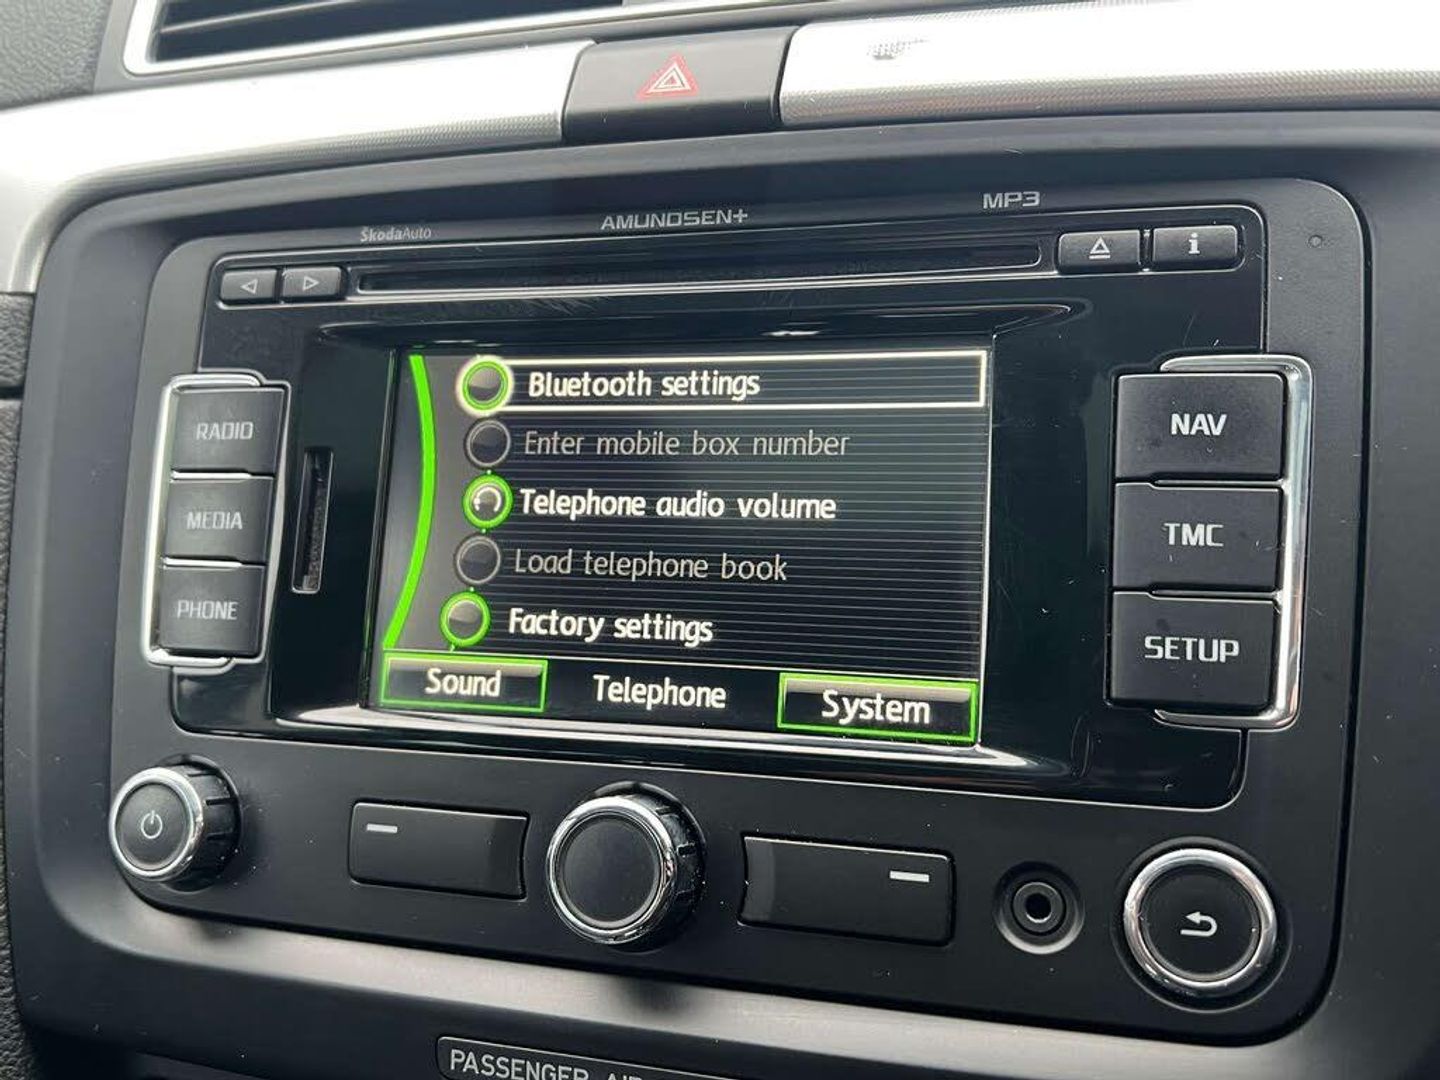 SkodaAuto
AMUNDSEN+
MP3
i
RADIO
MEDIA
PHONE
Bluetooth settings
Enter mobile box number
Telephone audio volume
Load telephone book
Factory settings
Sound
Telephone
System
NAV
TMC
SETUP
PASSENGER